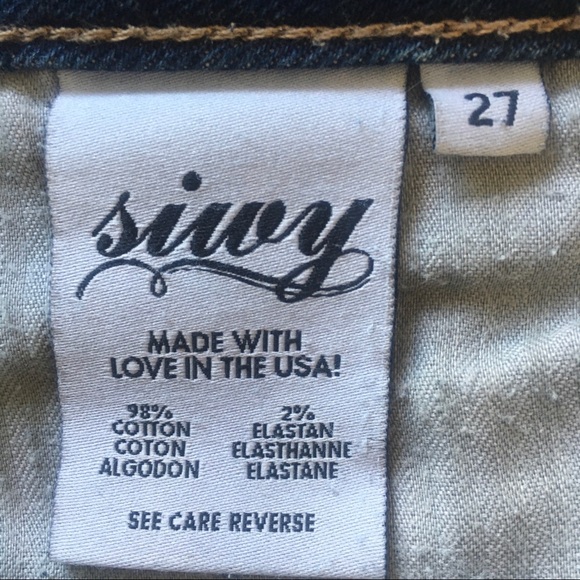 siwy
27
MADE WITH
LOVE IN THE USA!
98%
COTTON
COTON
ALGODON
2%
ELASTAN
ELASTHANNE
ELASTANE
SEE CARE REVERSE